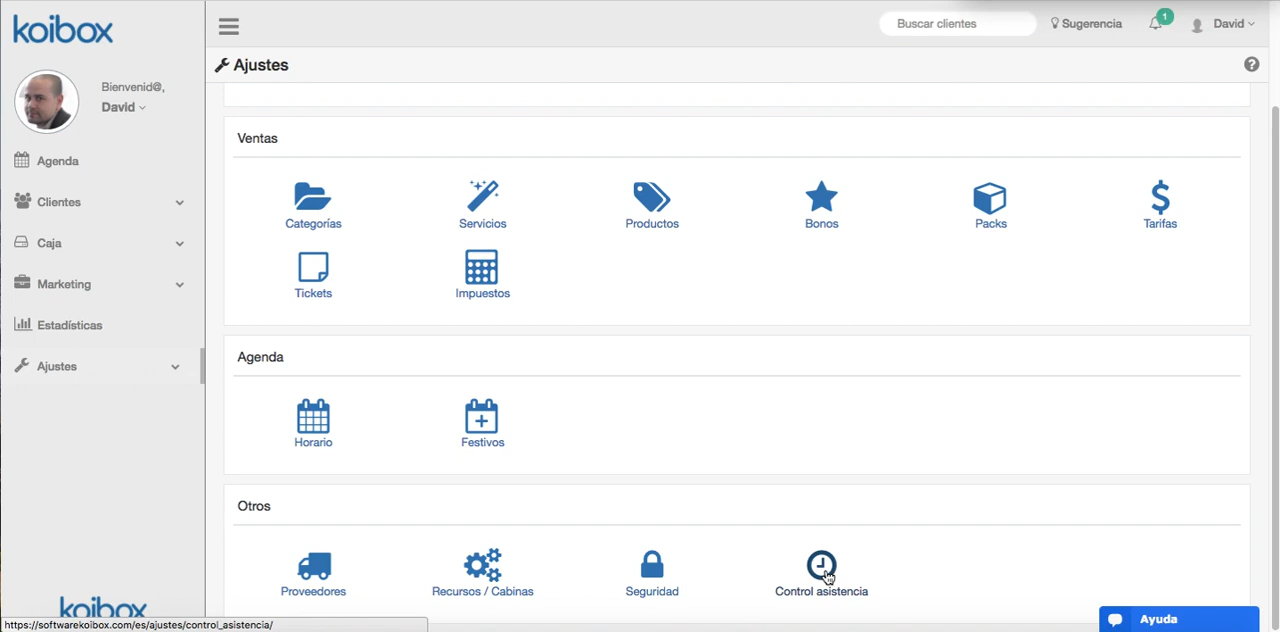 koibox
Buscar clientes
Sugerencia
1
David
Ajustes
Bienvenid@,
David
Agenda
Clientes
Caja
Marketing
Estadísticas
Ajustes
Ventas
Categorías
Servicios
Productos
Bonos
Packs
Tarifas
Tickets
Impuestos
Agenda
Horario
Festivos
Otros
Proveedores
Recursos / Cabinas
Seguridad
Control asistencia
koibox
https://softwarekoibox.com/es/ajustes/control_asistencia/
Ayuda